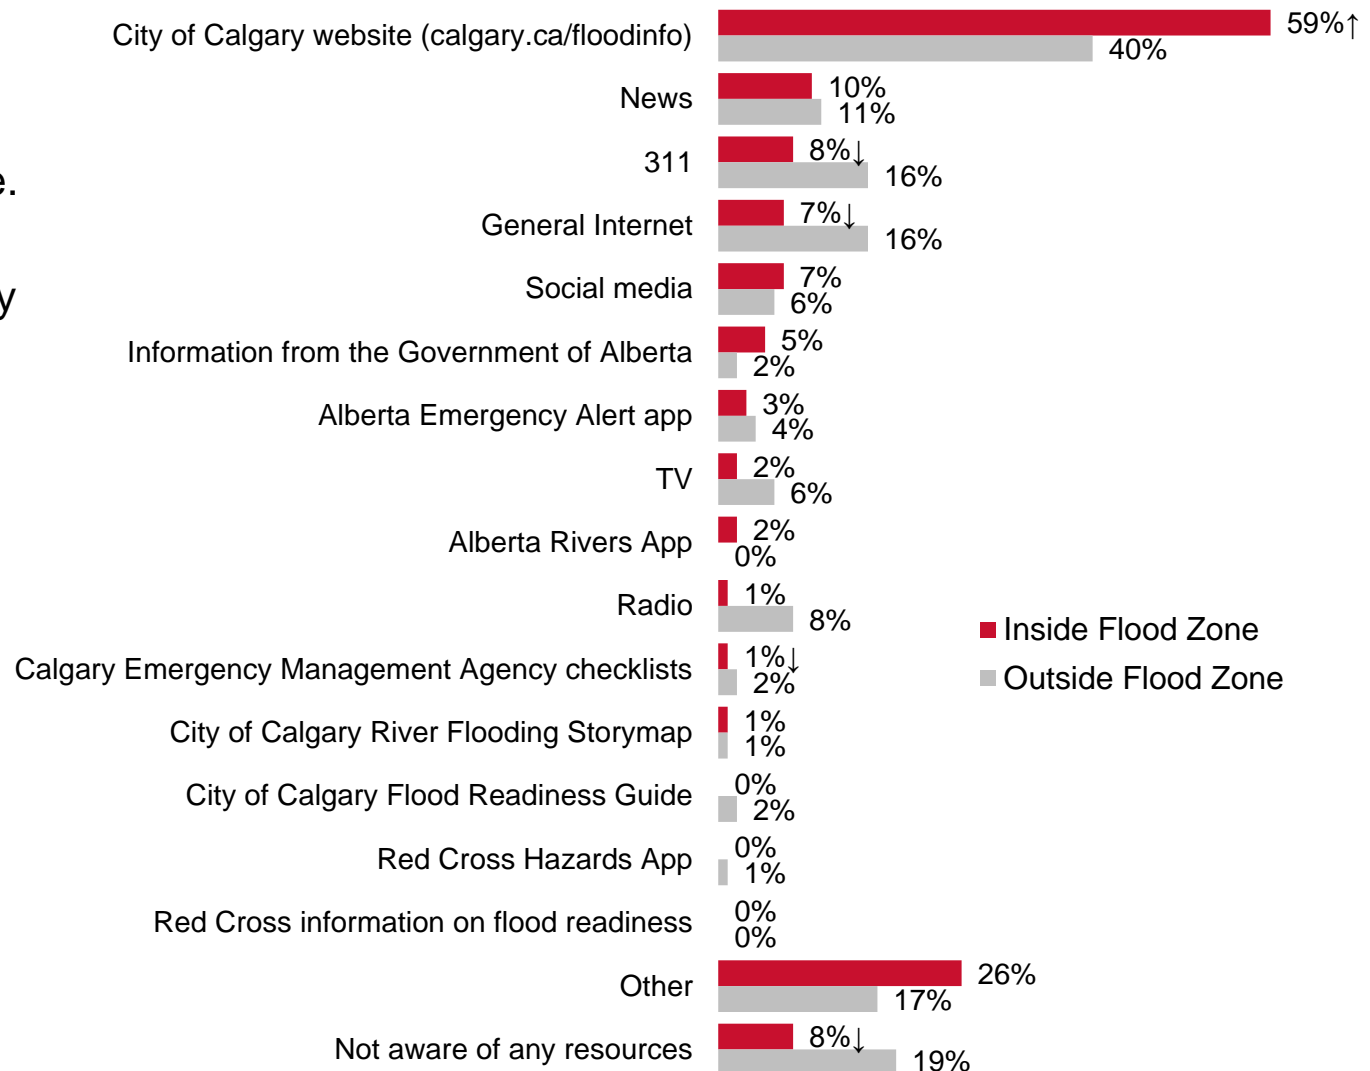 City of Calgary website (calgary.ca/floodinfo) 59%↑
40%
News 10%
11%
311 8%↓
16%
e.
General Internet 7%↓
16%
Social media 7%
6%
y
Information from the Government of Alberta 5%
2%
Alberta Emergency Alert app 3%
4%
TV 2%
6%
Alberta Rivers App 2%
0%
Radio 1%
8%
Inside Flood Zone
Calgary Emergency Management Agency checklists 1%↓
2%
Outside Flood Zone
City of Calgary River Flooding Storymap 1%
1%
City of Calgary Flood Readiness Guide 0%
2%
Red Cross Hazards App 0%
1%
Red Cross information on flood readiness 0%
0%
Other 26%
17%
Not aware of any resources 8%↓
19%